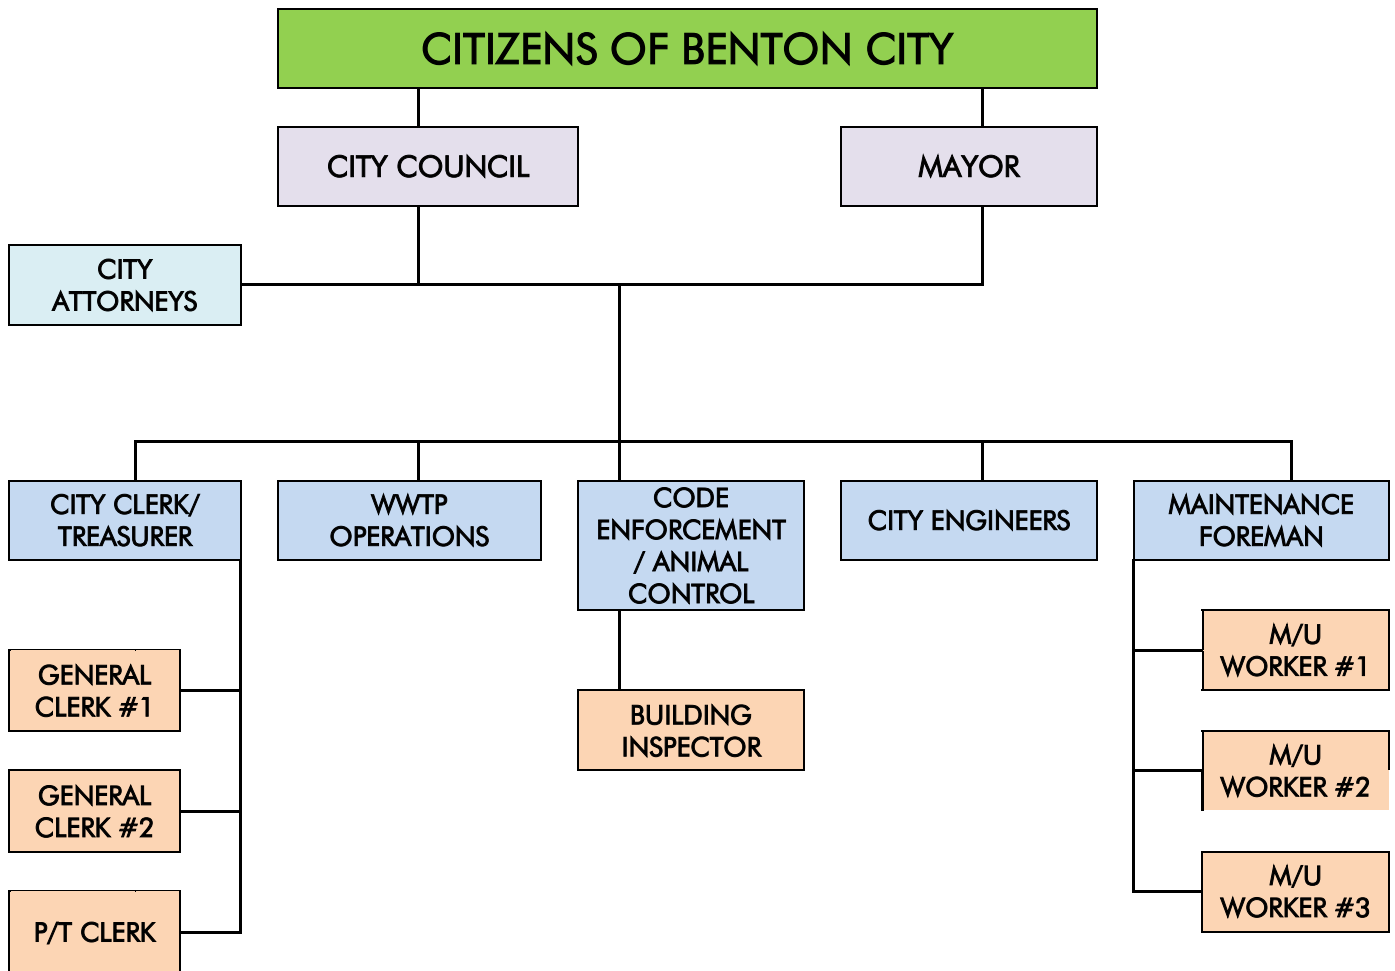 CITIZENS OF BENTON CITY
CITY COUNCIL
MAYOR
CITY
ATTORNEYS
CITY CLERK/
TREASURER
WWTP
OPERATIONS
CODE
ENFORCEMENT
/ ANIMAL
CONTROL
CITY ENGINEERS
MAINTENANCE
FOREMAN
GENERAL
CLERK #1
GENERAL
CLERK #2
P/T CLERK
BUILDING
INSPECTOR
M/U
WORKER #1
M/U
WORKER #2
M/U
WORKER #3